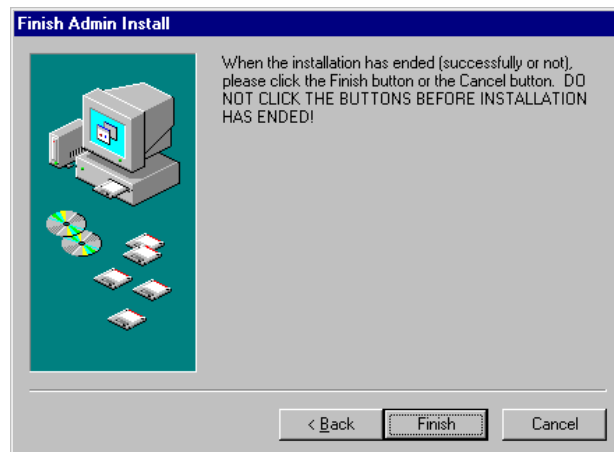 Finish Admin Install
When the installation has ended (successfully or not),
please click the Finish button or the Cancel button.  DO
NOT CLICK THE BUTTONS BEFORE INSTALLATION
HAS ENDED!
< Back
Finish
Cancel